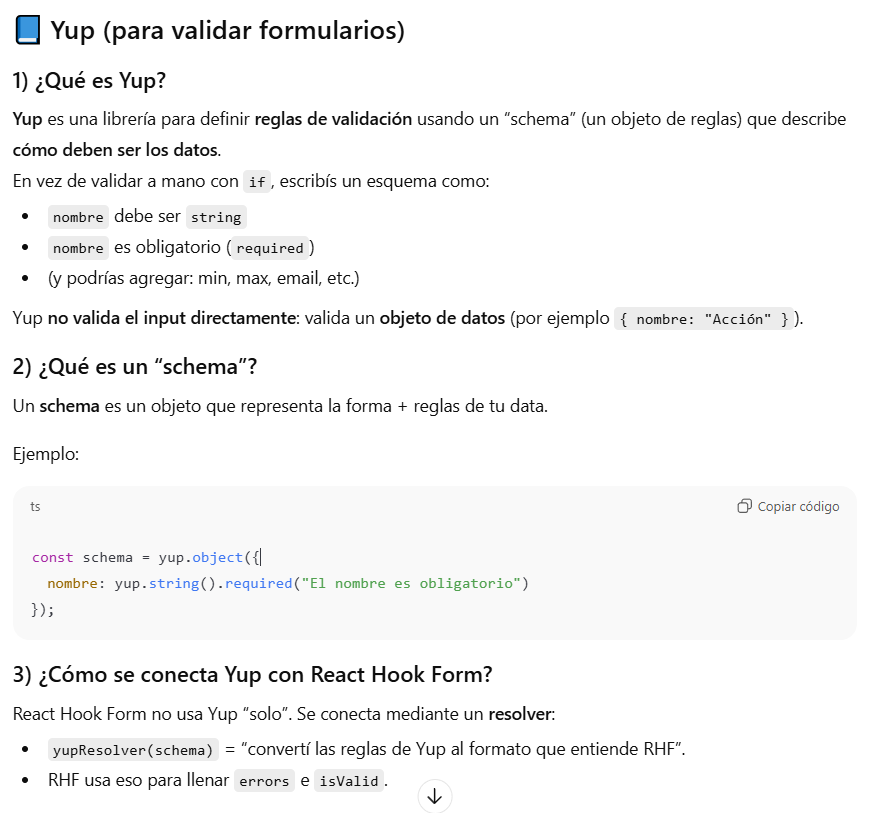 Yup (para validar formularios)
1) ¿Qué es Yup?
Yup es una librería para definir reglas de validación usando un “schema” (un objeto de reglas) que describe
cómo deben ser los datos.
En vez de validar a mano con if, escribís un esquema como:
• nombre debe ser string
• nombre es obligatorio (required)
• (y podrías agregar: min, max, email, etc.)
Yup no valida el input directamente: valida un objeto de datos (por ejemplo { nombre: "Acción" }).
2) ¿Qué es un “schema”?
Un schema es un objeto que representa la forma + reglas de tu data.
Ejemplo:
ts
Copiar código
const schema = yup.object({
nombre: yup.string().required("El nombre es obligatorio")
});
3) ¿Cómo se conecta Yup con React Hook Form?
React Hook Form no usa Yup “solo”. Se conecta mediante un resolver:
• yupResolver(schema) = “convertí las reglas de Yup al formato que entiende RHF”.
• RHF usa eso para llenar errors e isValid.